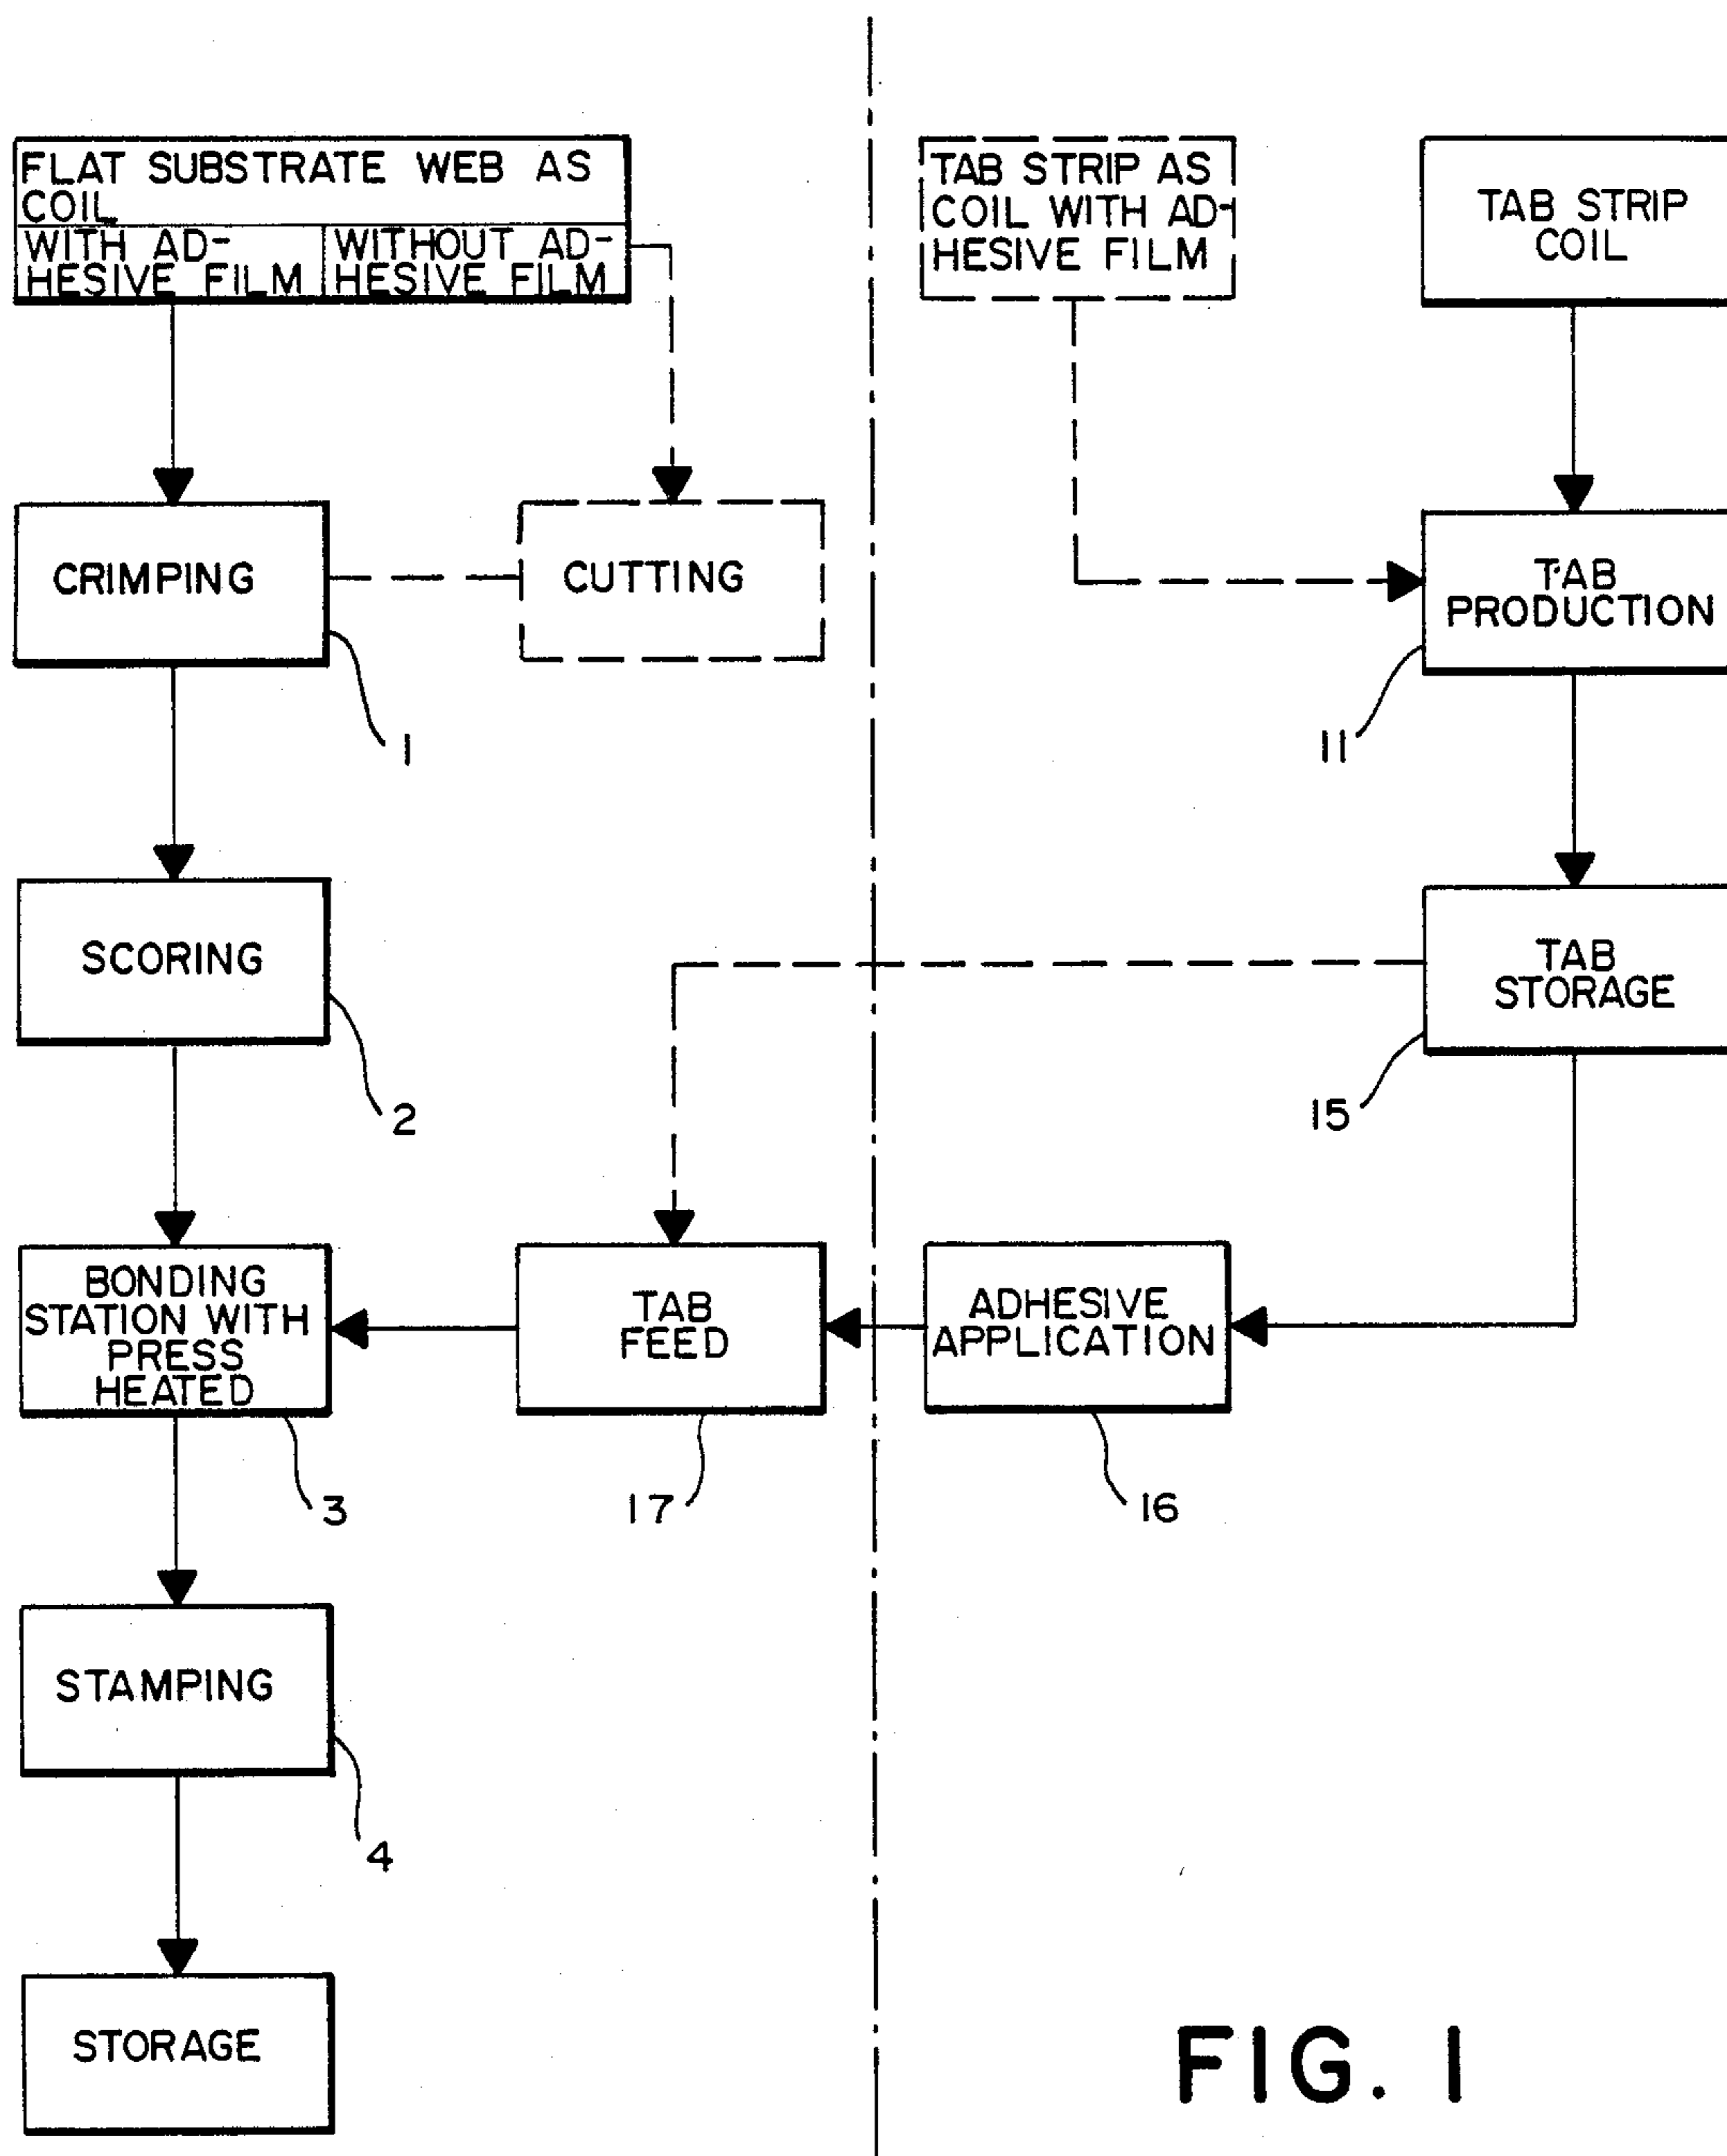 FLAT SUBSTRATE WEB AS
COIL
WITH AD-
HESIVE FILM
WITHOUT AD-
HESIVE FILM
TAB STRIP AS
COIL WITH AD-
HESIVE FILM
TAB STRIP
COIL
CRIMPING
CUTTING
TAB
PRODUCTION
1
11
SCORING
TAB
STORAGE
2
15
BONDING
STATION WITH
PRESS
HEATED
TAB
FEED
ADHESIVE
APPLICATION
3
17
16
STAMPING
4
STORAGE
FIG. 1